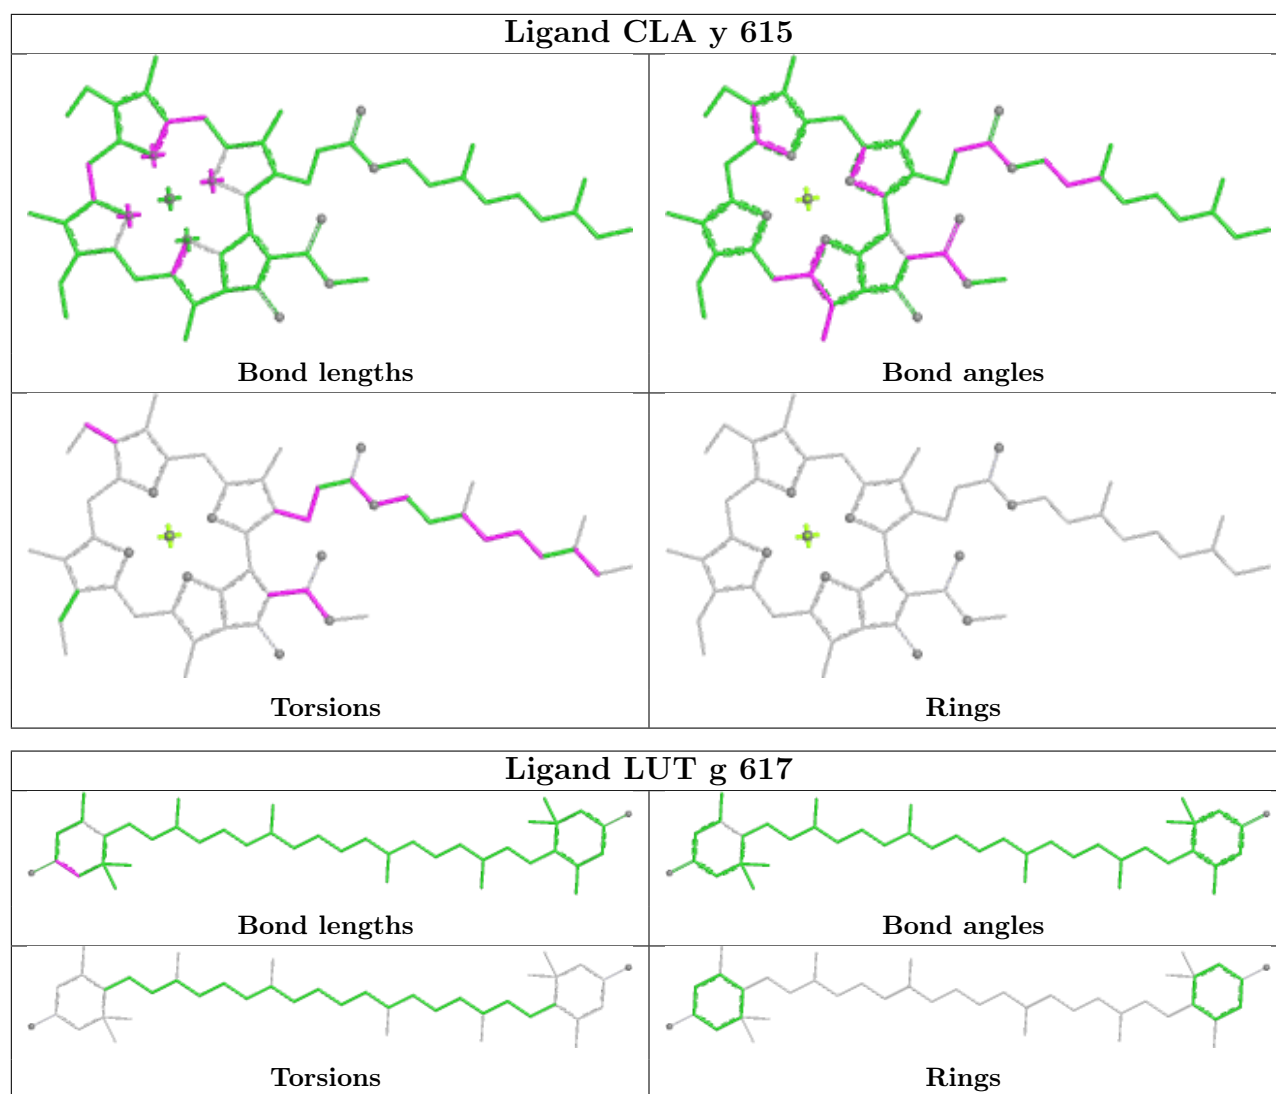 Ligand CLA y 615
Bond lengths
Bond angles
Torsions
Rings
Ligand LUT g 617
Bond lengths
Bond angles
Torsions
Rings